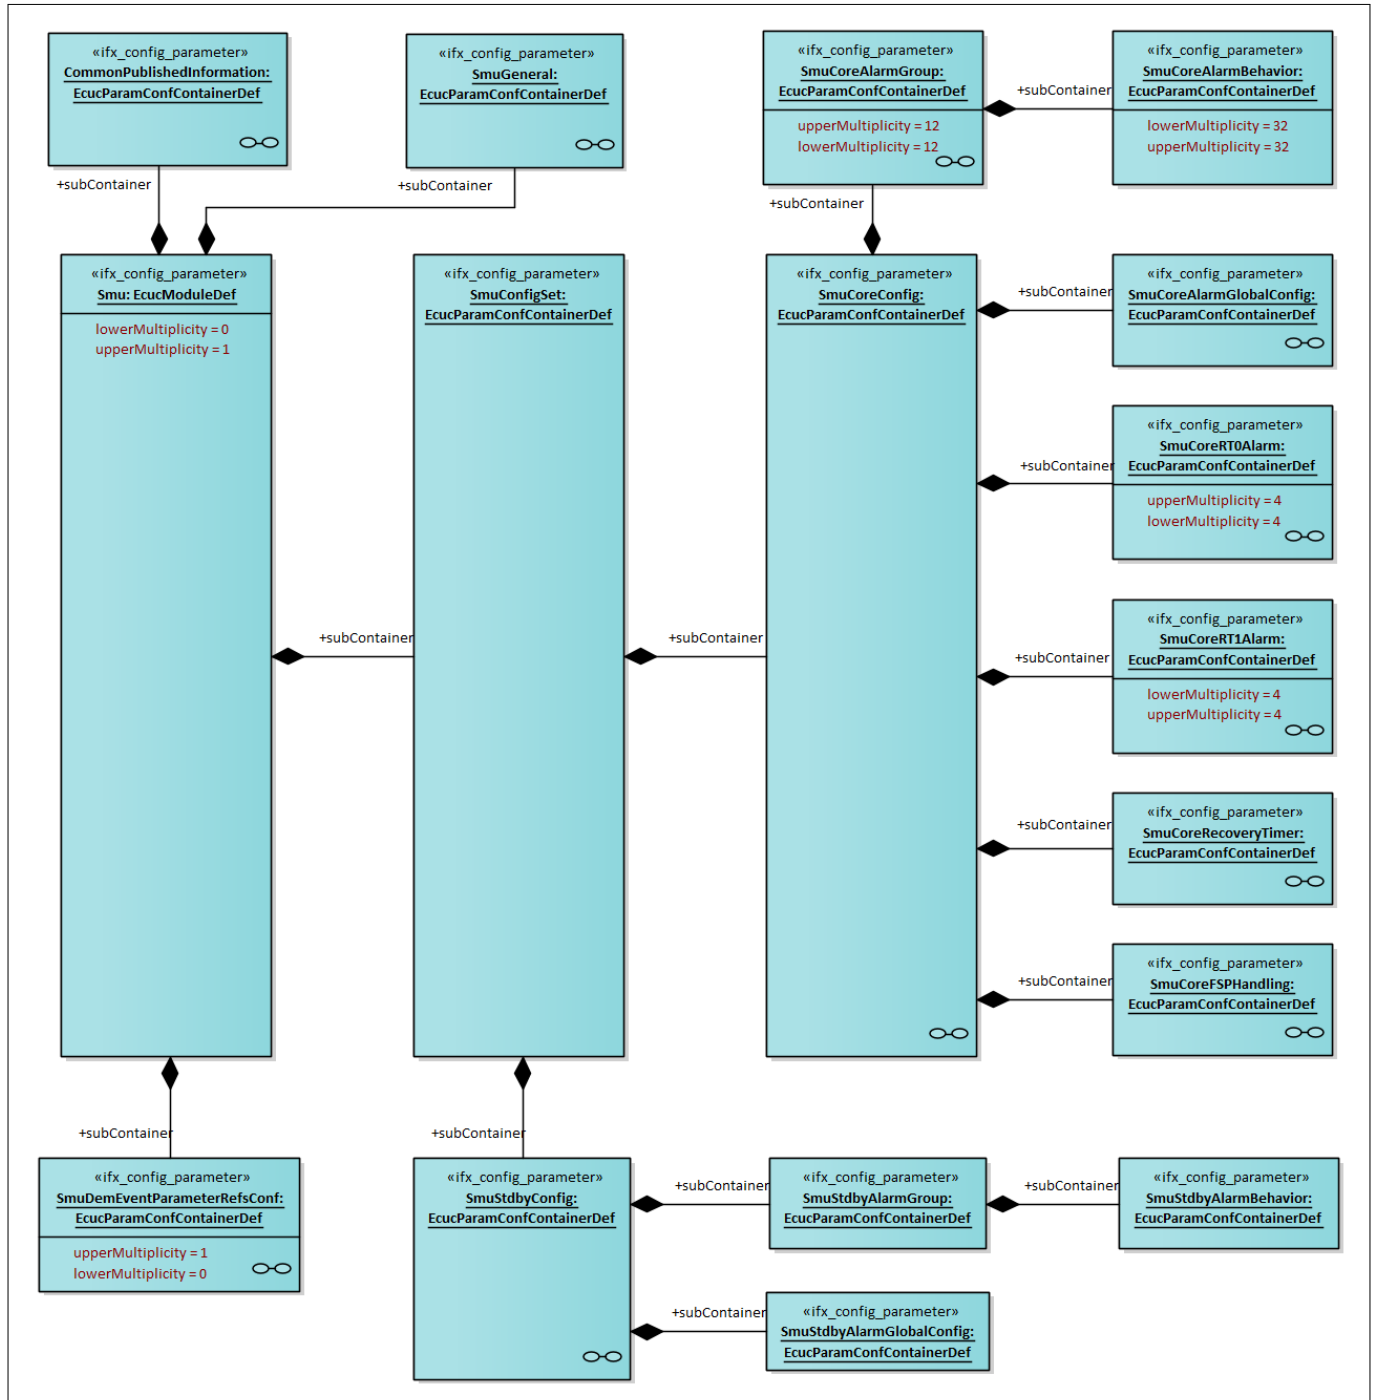 «ifx_config_parameter»
CommonPublishedInformation:
EcucParamConfContainerDef
«ifx_config_parameter»
SmuGeneral:
EcucParamConfContainerDef
«ifx_config_parameter»
SmuCoreAlarmGroup:
EcucParamConfContainerDef
upperMultiplicity = 12
lowerMultiplicity = 12
+subContainer
«ifx_config_parameter»
SmuCoreAlarmBehavior:
EcucParamConfContainerDef
lowerMultiplicity = 32
upperMultiplicity = 32
+subContainer
+subContainer
+subContainer
«ifx_config_parameter»
Smu: EcucModuleDef
lowerMultiplicity = 0
upperMultiplicity = 1
«ifx_config_parameter»
SmuConfigSet:
EcucParamConfContainerDef
«ifx_config_parameter»
SmuCoreConfig:
EcucParamConfContainerDef
+subContainer
«ifx_config_parameter»
SmuCoreAlarmGlobalConfig:
EcucParamConfContainerDef
+subContainer
«ifx_config_parameter»
SmuCoreRT0Alarm:
EcucParamConfContainerDef
upperMultiplicity = 4
lowerMultiplicity = 4
+subContainer
+subContainer
+subContainer
«ifx_config_parameter»
SmuCoreRT1Alarm:
EcucParamConfContainerDef
lowerMultiplicity = 4
upperMultiplicity = 4
+subContainer
«ifx_config_parameter»
SmuCoreRecoveryTimer:
EcucParamConfContainerDef
+subContainer
«ifx_config_parameter»
SmuCoreFSPHandling:
EcucParamConfContainerDef
+subContainer
+subContainer
«ifx_config_parameter»
SmuDemEventParameterRefsConf:
EcucParamConfContainerDef
upperMultiplicity = 1
lowerMultiplicity = 0
«ifx_config_parameter»
SmuStdbyConfig:
EcucParamConfContainerDef
+subContainer
«ifx_config_parameter»
SmuStdbyAlarmGroup:
EcucParamConfContainerDef
+subContainer
«ifx_config_parameter»
SmuStdbyAlarmBehavior:
EcucParamConfContainerDef
+subContainer
«ifx_config_parameter»
SmuStdbyAlarmGlobalConfig:
EcucParamConfContainerDef